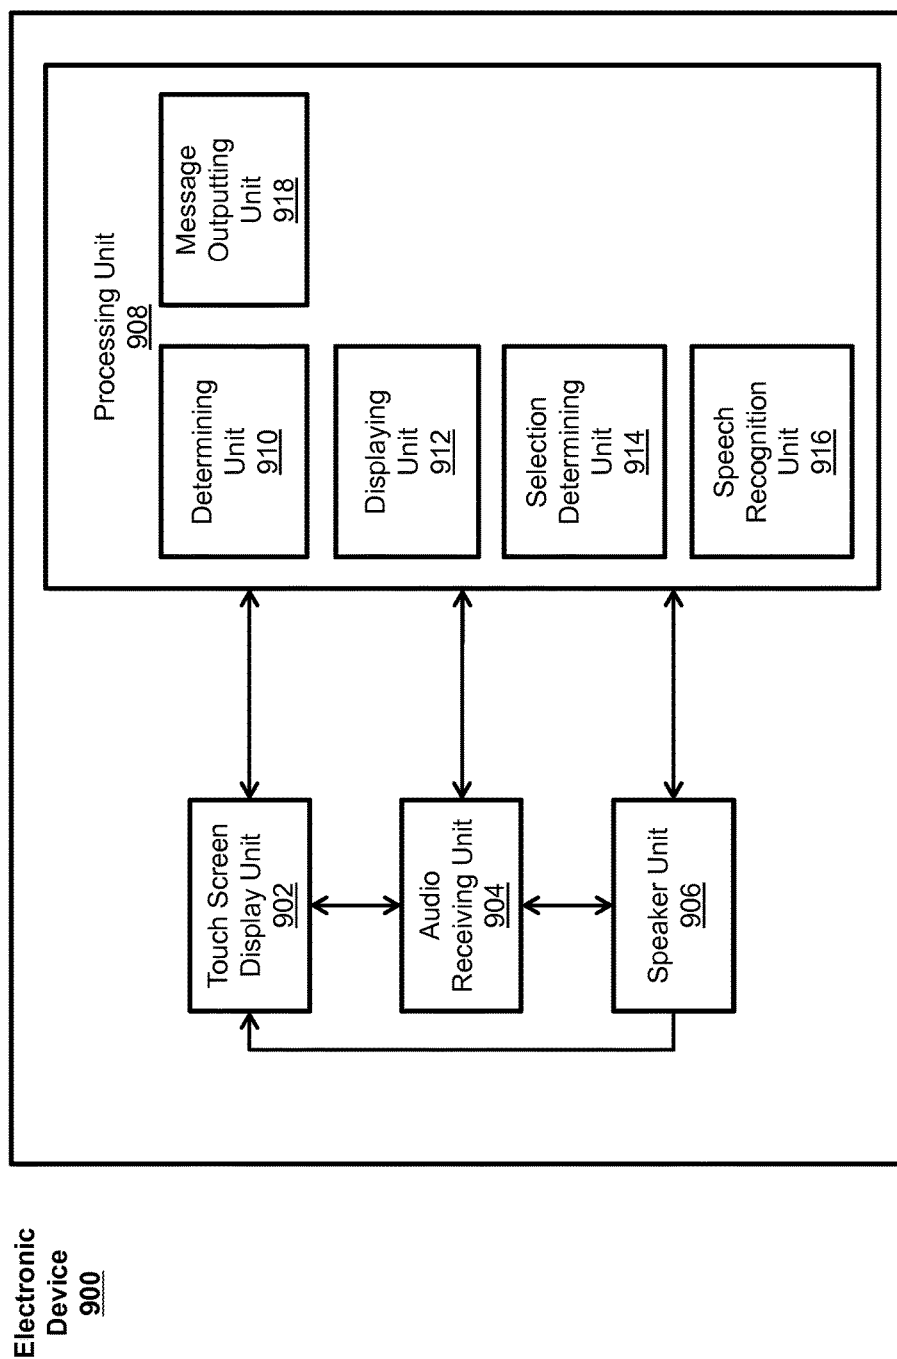 Electronic
Device
900
Processing Unit
908
Touch Screen
Display Unit
902
Audio
Receiving Unit
904
Speaker Unit
906
Determining
Unit
910
Message
Outputting
Unit
918
Displaying
Unit
912
Selection
Determining
Unit
914
Speech
Recognition
Unit
916